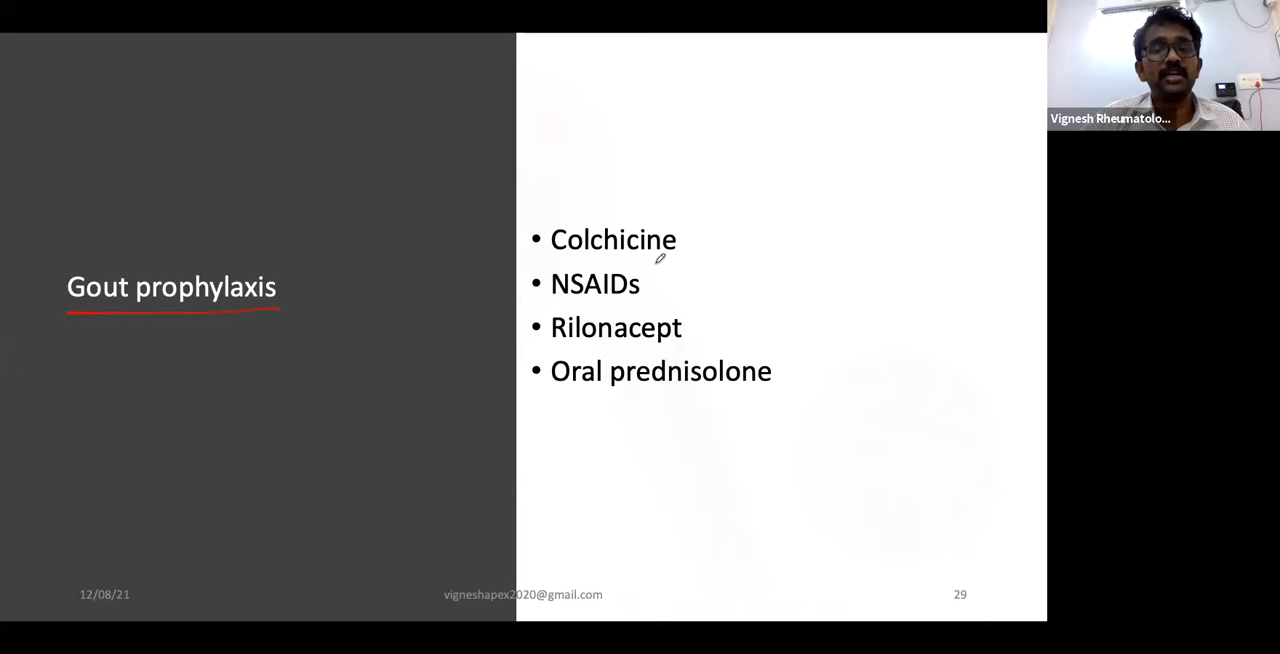 Vignesh Rheumatolo...
Gout prophylaxis
• Colchicine
• NSAIDs
• Rilonacept
• Oral prednisolone
12/08/21
vigneshapex2020@gmail.com
29